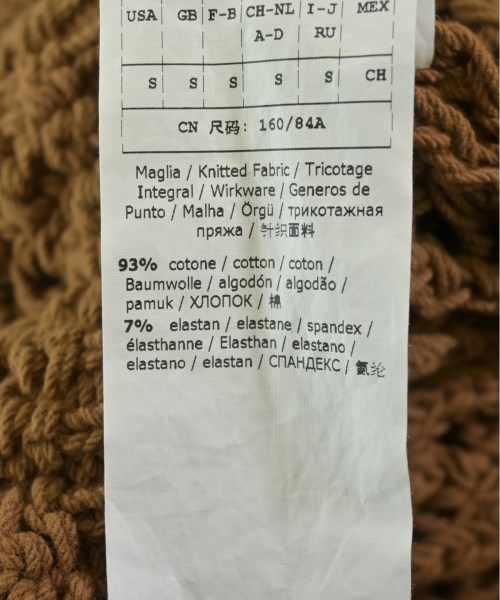 USA GB F-B CH-NL I-J MEX
A-D RU
S S S S S CH
CN 尺码: 160/84A
Maglia / Knitted Fabric / Tricotage
Integral / Wirkware / Generos de
Punto / Malha / Örgü / трикотажная
пряжа / 针织面料
93% cotone / cotton / coton /
Baumwolle / algodón / algodão /
pamuk / ХЛОПОК / 棉
7% elastan / elastane / spandex /
élasthanne / Elasthan / elastano /
elastano / elastan / СПАНДЕКС / 氨纶